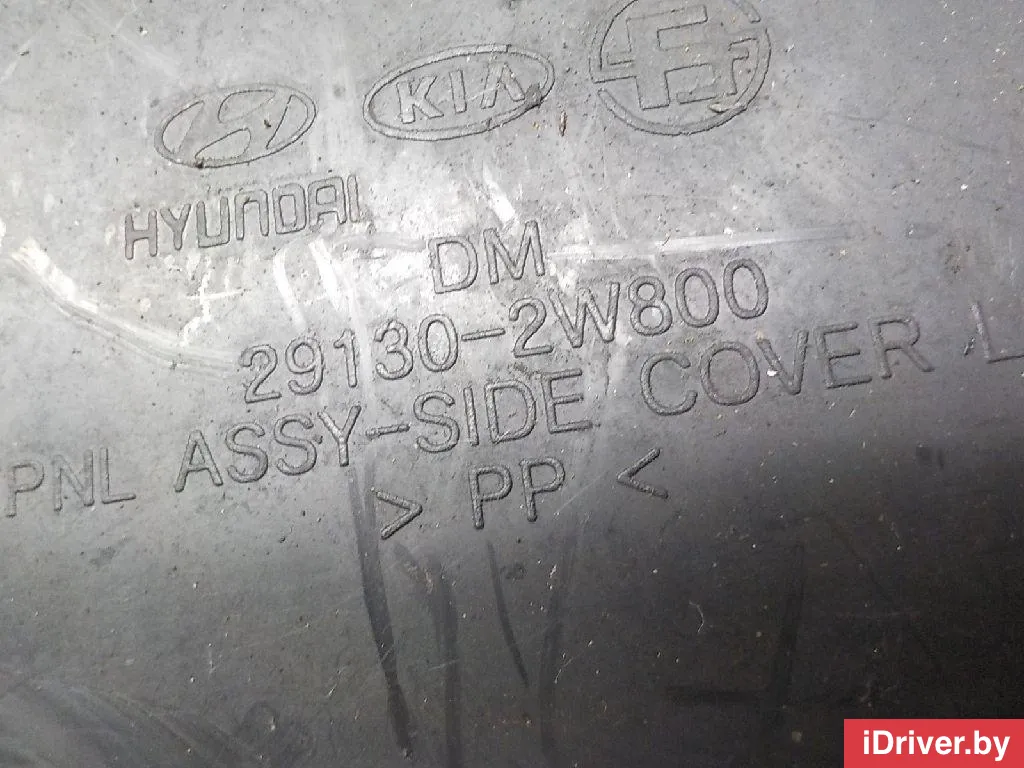 KIA
HYUNDAI
DM
29130-2W800
PNL ASSY-SIDE COVER L
> PP <
iDriver.by